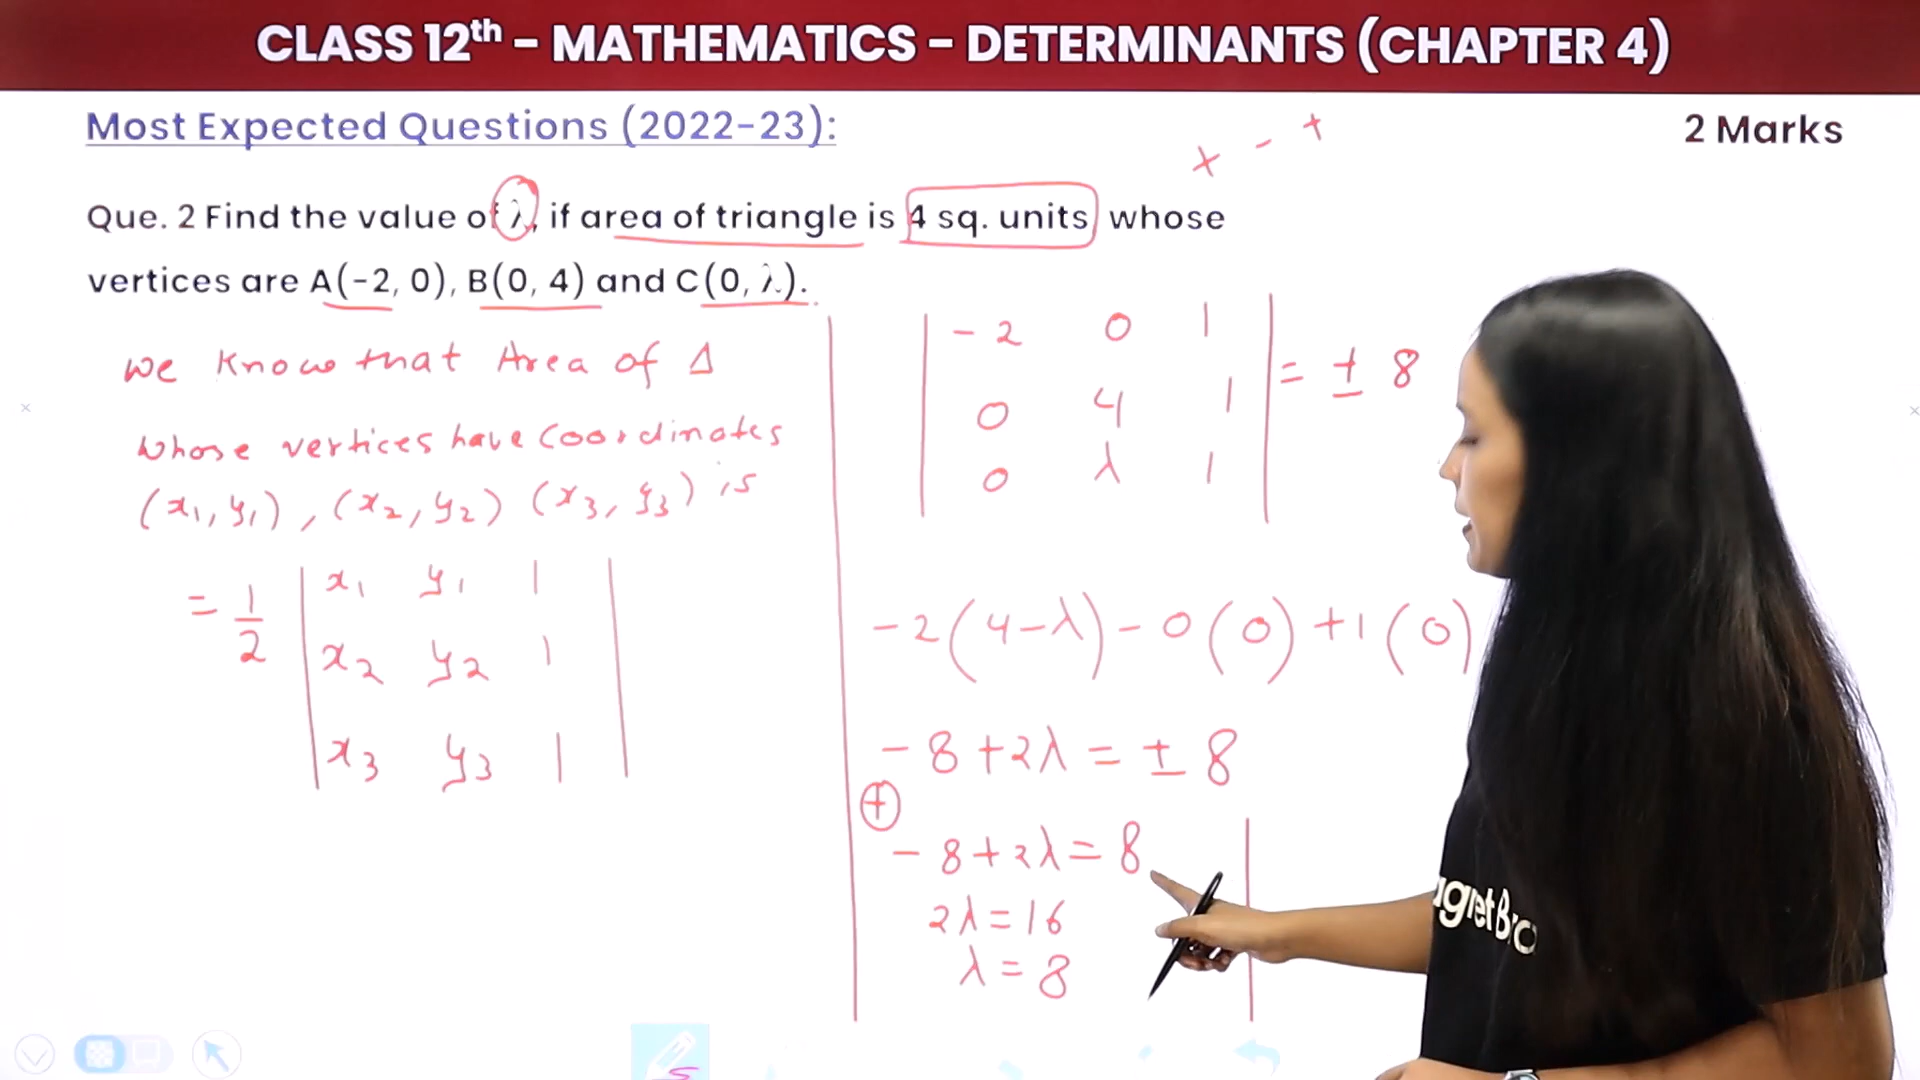 CLASS 12th - MATHEMATICS - DETERMINANTS (CHAPTER 4)
Most Expected Questions (2022-23):
2 Marks
+ - +
Que. 2 Find the value of λ, if area of triangle is 4 sq. units whose
vertices are A(-2, 0), B(0, 4) and C(0, λ).
We know that Area of Δ
whose vertices have coordinates
(x1, y1), (x2, y2) (x3, y3) is
= 1/2 | x1 y1 1 |
x2 y2 1
x3 y3 1
| -2 0 1 | = ± 8
0 4 1
0 λ 1
-2(4-λ) - 0(0) + 1(0)
-8 + 2λ = ± 8
+
-8 + 2λ = 8
2λ = 16
λ = 8
agnet Br